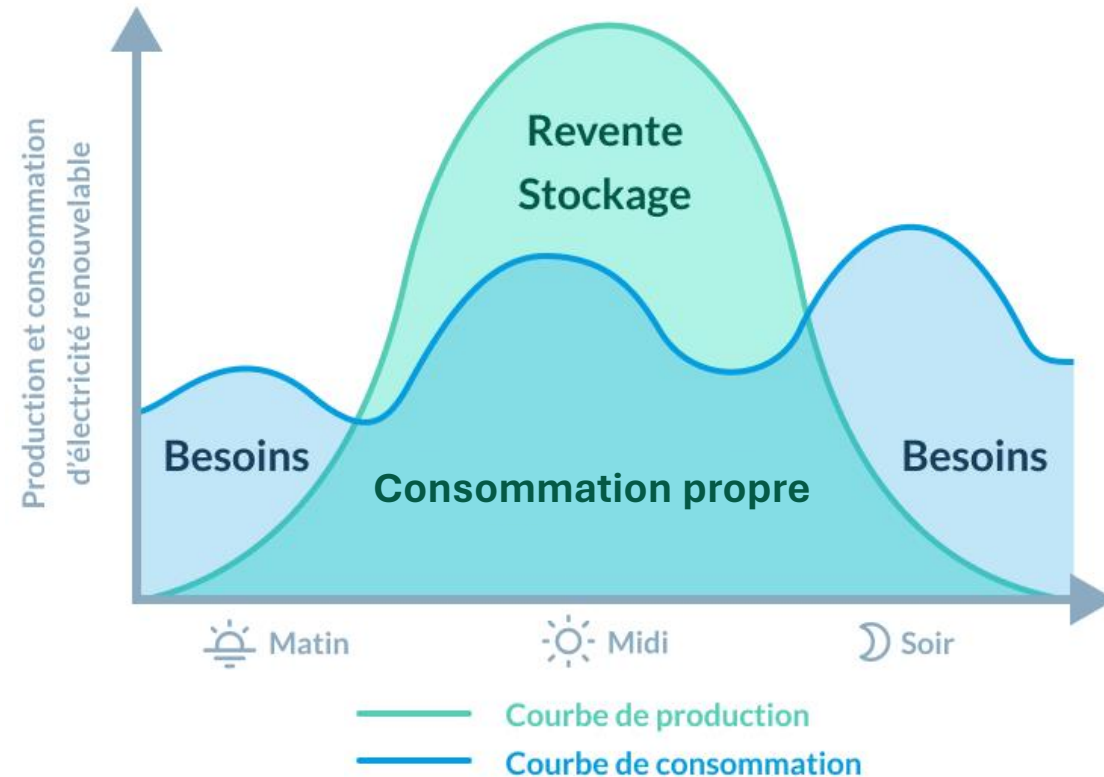 Production et consommation
d'électricité renouvelable
Revente
Stockage
Besoins
Consommation propre
Besoins
Matin
Midi
Soir
Courbe de production
Courbe de consommation